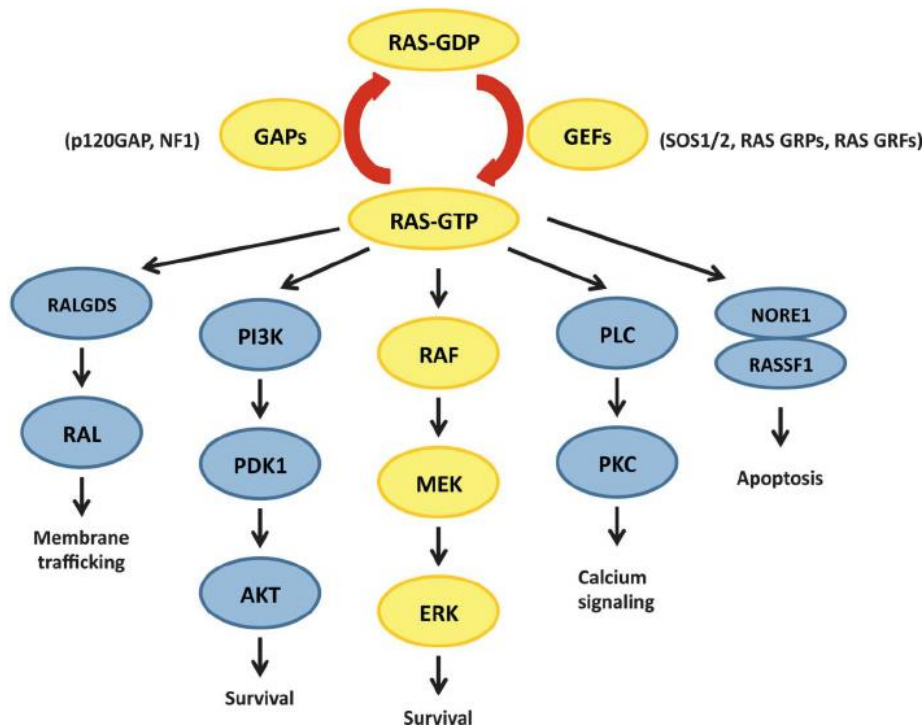 RAS-GDP
(p120GAP, NF1)
GAPs
GEFs
(SOS1/2, RAS GRPs, RAS GRFs)
RAS-GTP
RALGDS
RAL
Membrane
trafficking
PI3K
PDK1
AKT
Survival
RAF
MEK
ERK
Survival
PLC
PKC
Calcium
signaling
NORE1
RASSF1
Apoptosis